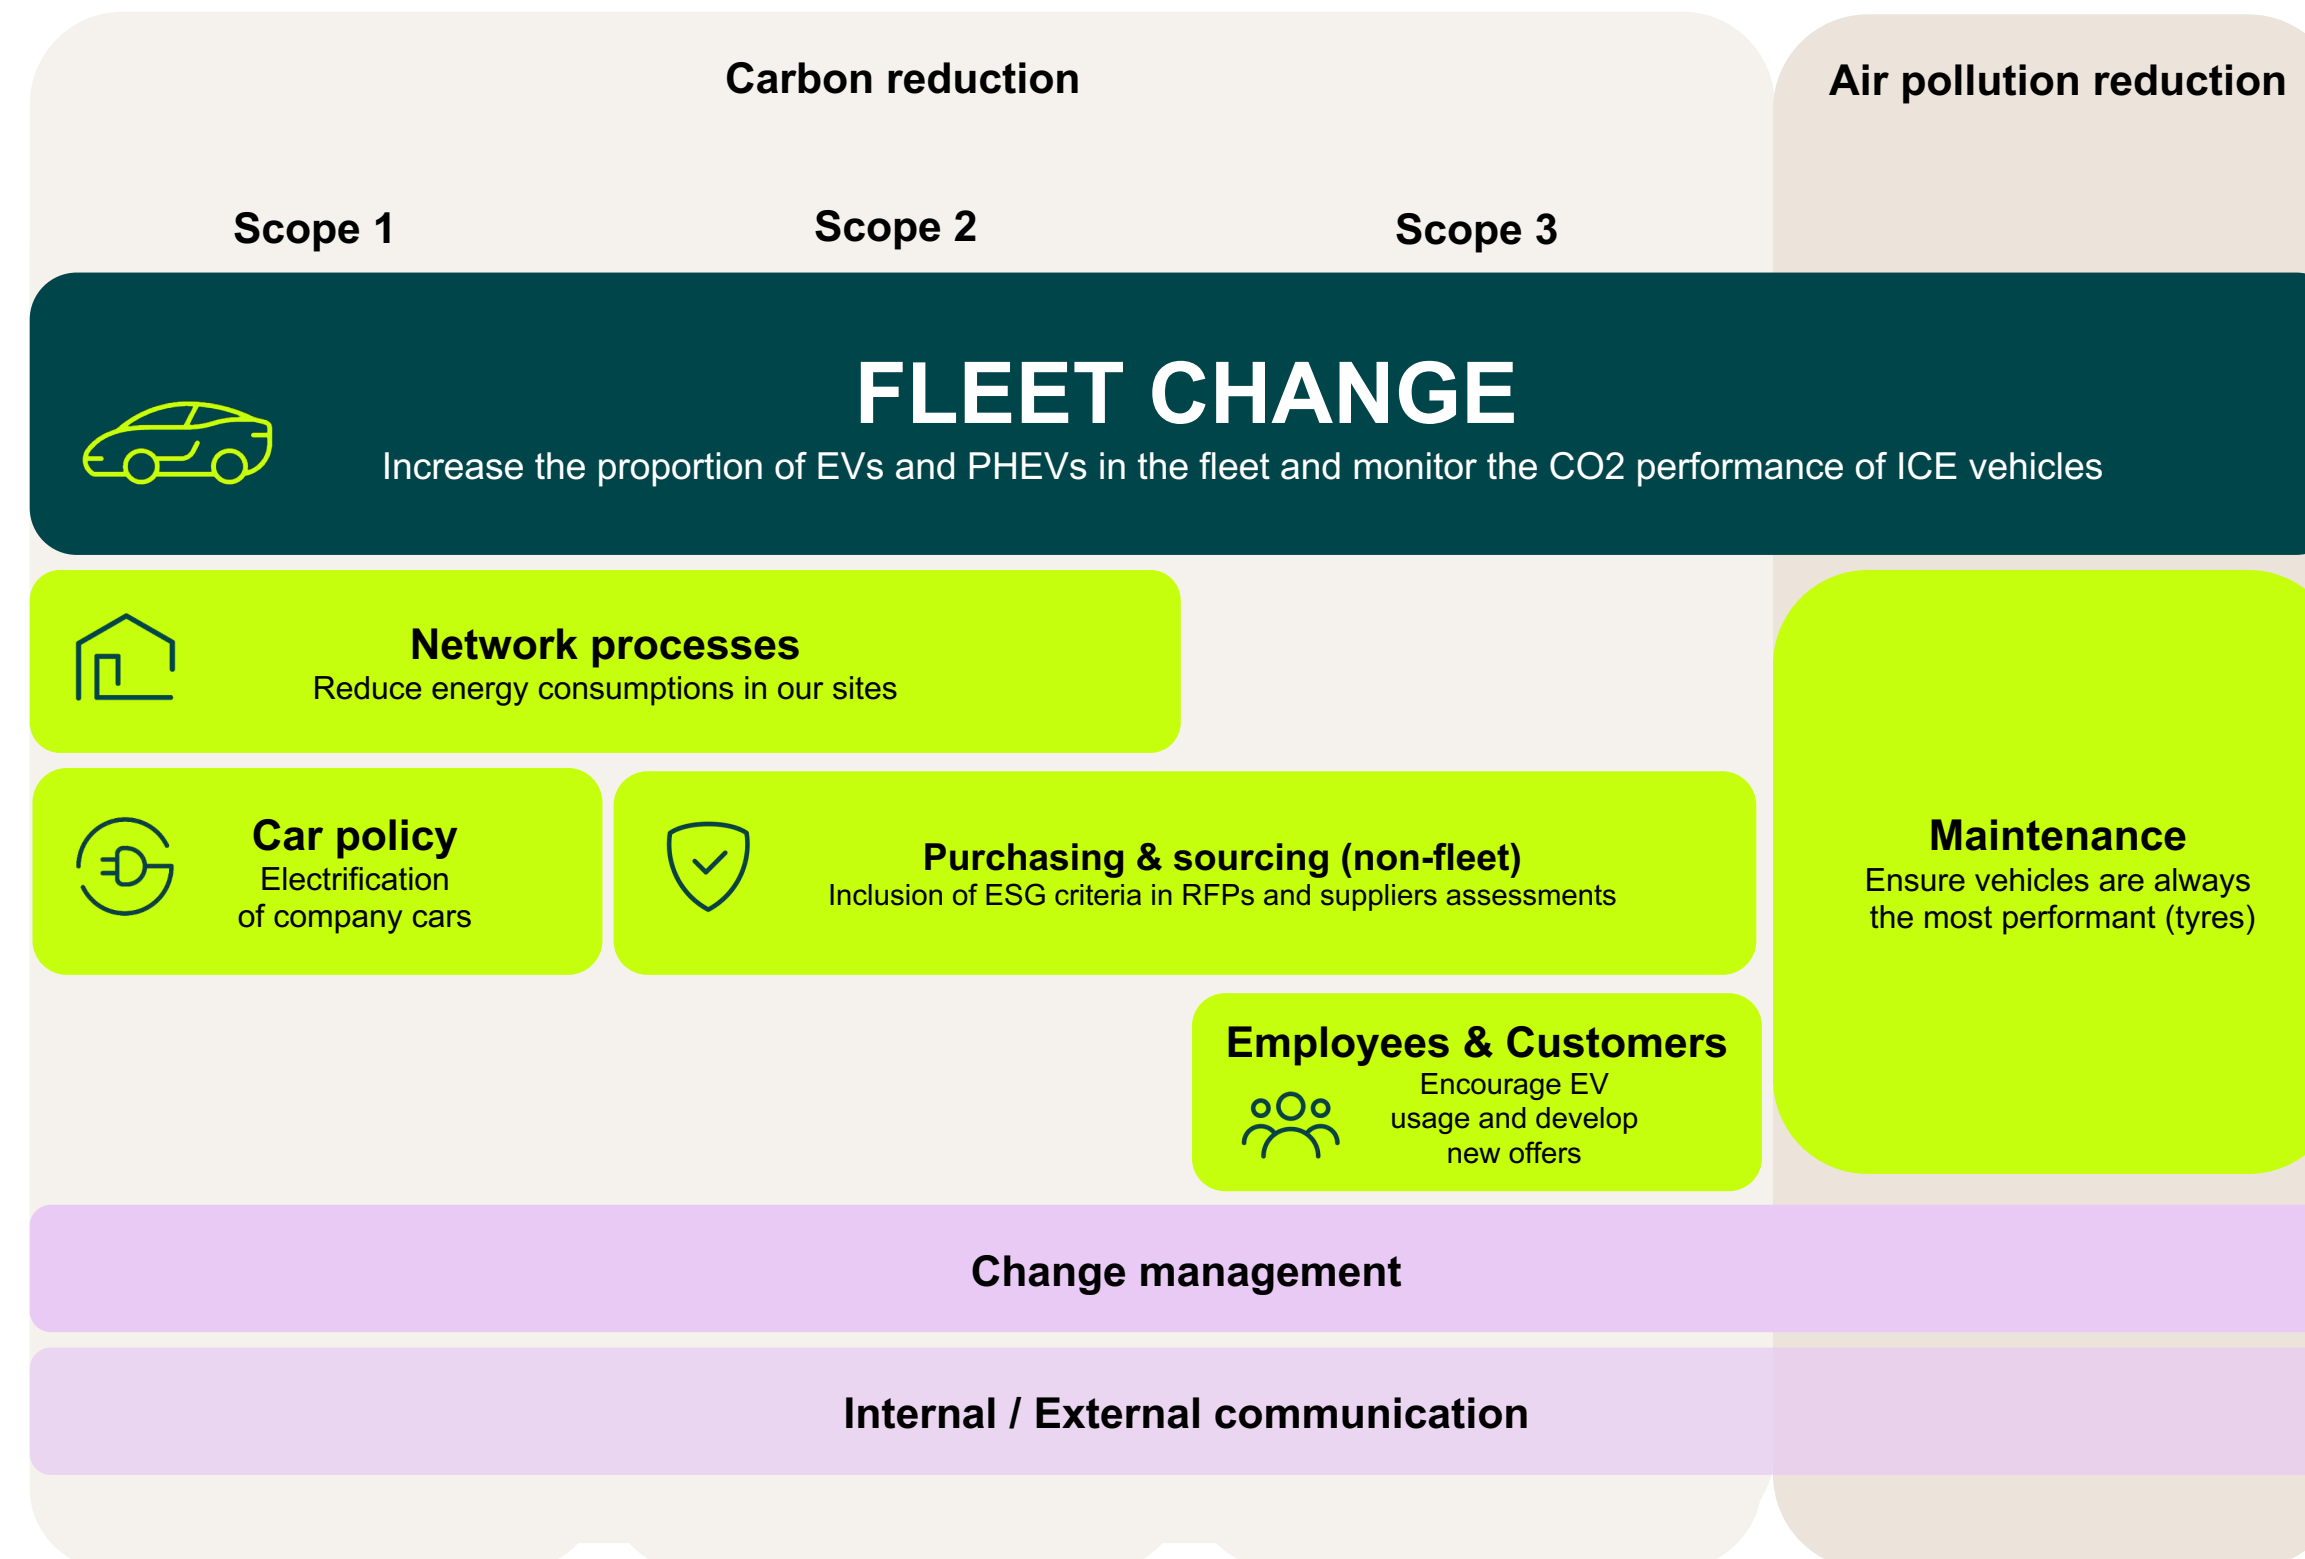 Carbon reduction
Air pollution reduction
Scope 1
Scope 2
Scope 3
FLEET CHANGE
Increase the proportion of EVs and PHEVs in the fleet and monitor the CO2 performance of ICE vehicles
Network processes
Reduce energy consumptions in our sites
Car policy
Electrification
of company cars
Purchasing & sourcing (non-fleet)
Inclusion of ESG criteria in RFPs and suppliers assessments
Maintenance
Ensure vehicles are always
the most performant (tyres)
Employees & Customers
Encourage EV
usage and develop
new offers
Change management
Internal / External communication